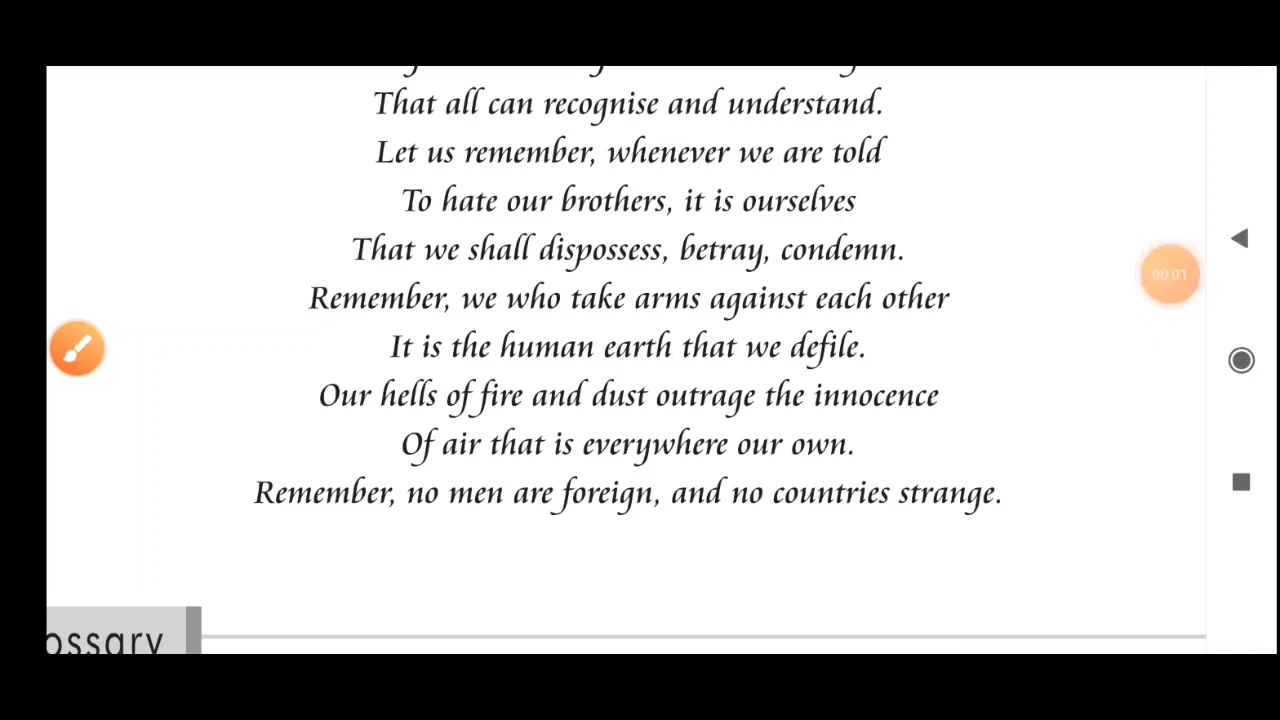 That all can recognise and understand.
Let us remember, whenever we are told
To hate our brothers, it is ourselves
That we shall dispossess, betray, condemn.
Remember, we who take arms against each other
It is the human earth that we defile.
Our hells of fire and dust outrage the innocence
Of air that is everywhere our own.
Remember, no men are foreign, and no countries strange.
00:01
ossary